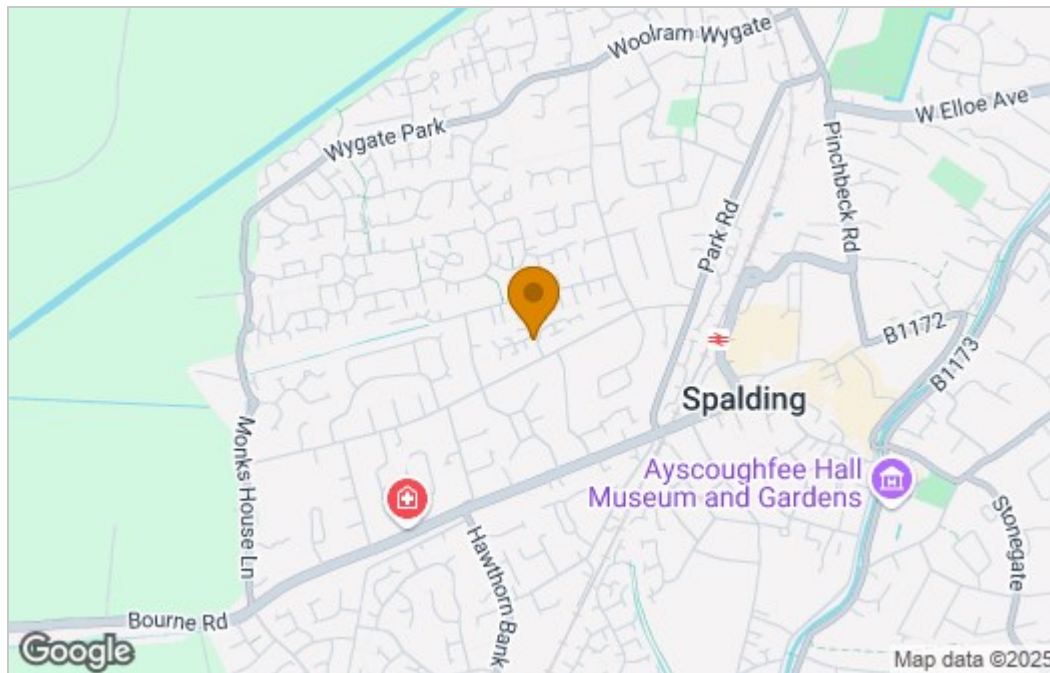 Woolram Wygate
W Elloe Ave
Wygate Park
Pinchbeck Rd
Park Rd
B1172
B1173
Spalding
Monks House Ln
Ayscoughfee Hall
Museum and Gardens
Stonegate
Hawthorn Bank
Bourne Rd
Google
Map data ©2025